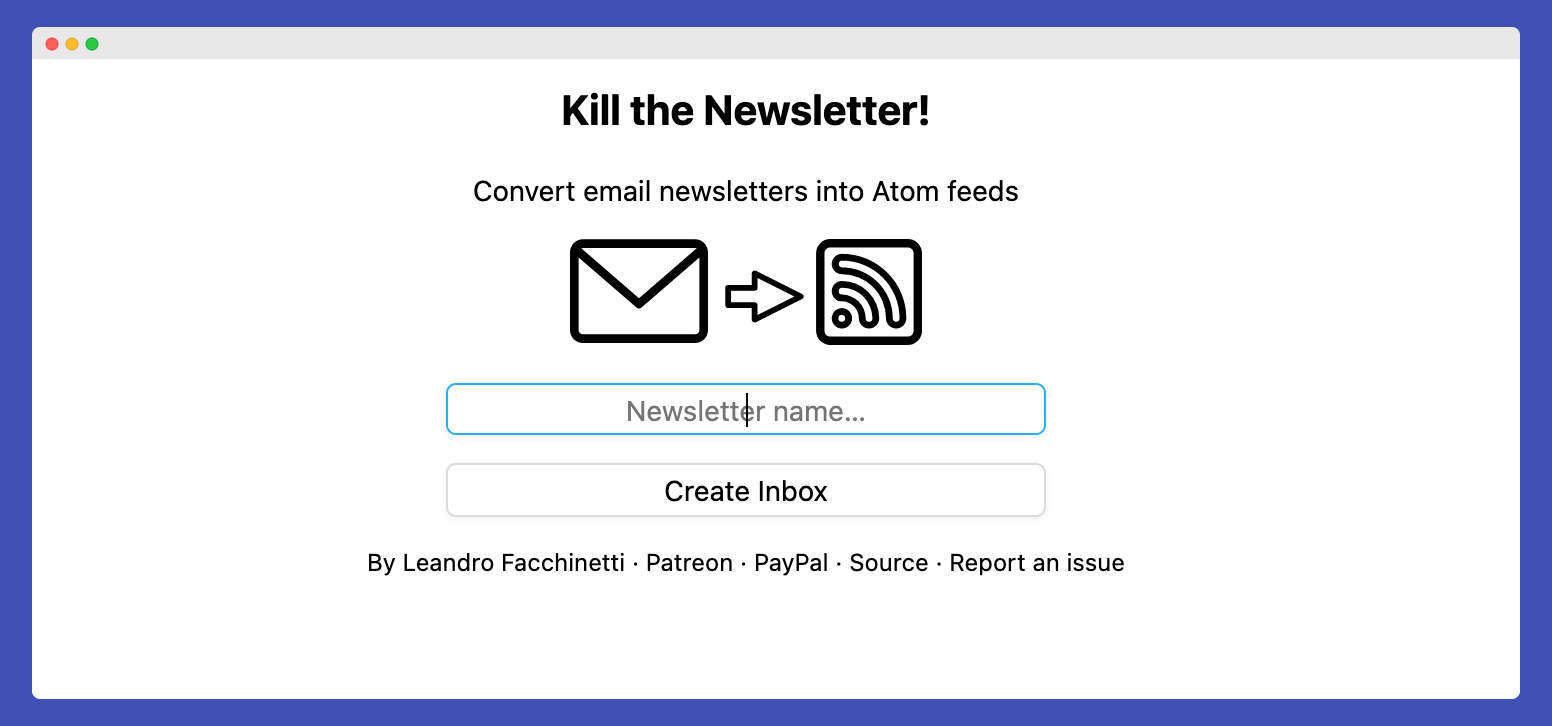 Kill the Newsletter!
Convert email newsletters into Atom feeds
Newsletter name...
Create Inbox
By Leandro Facchinetti · Patreon · PayPal · Source · Report an issue